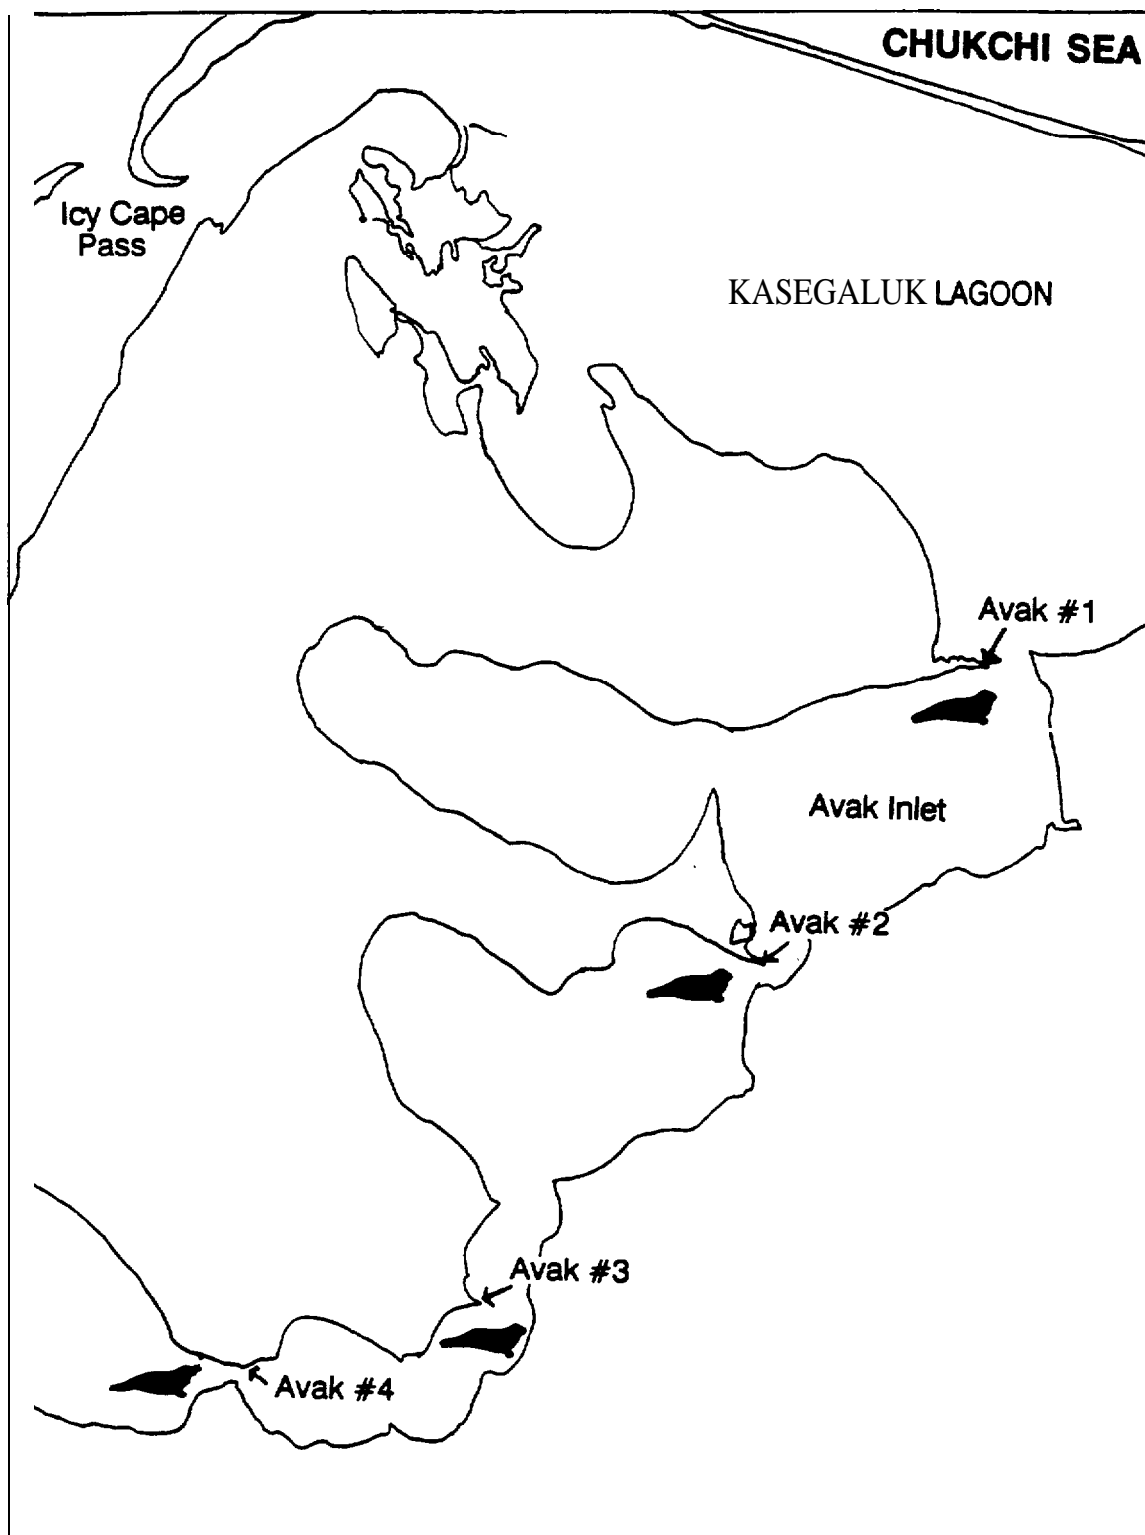 CHUKCHI SEA
Icy Cape
Pass
KASEGALUK LAGOON
Avak #1
Avak Inlet
Avak #2
Avak #3
Avak #4